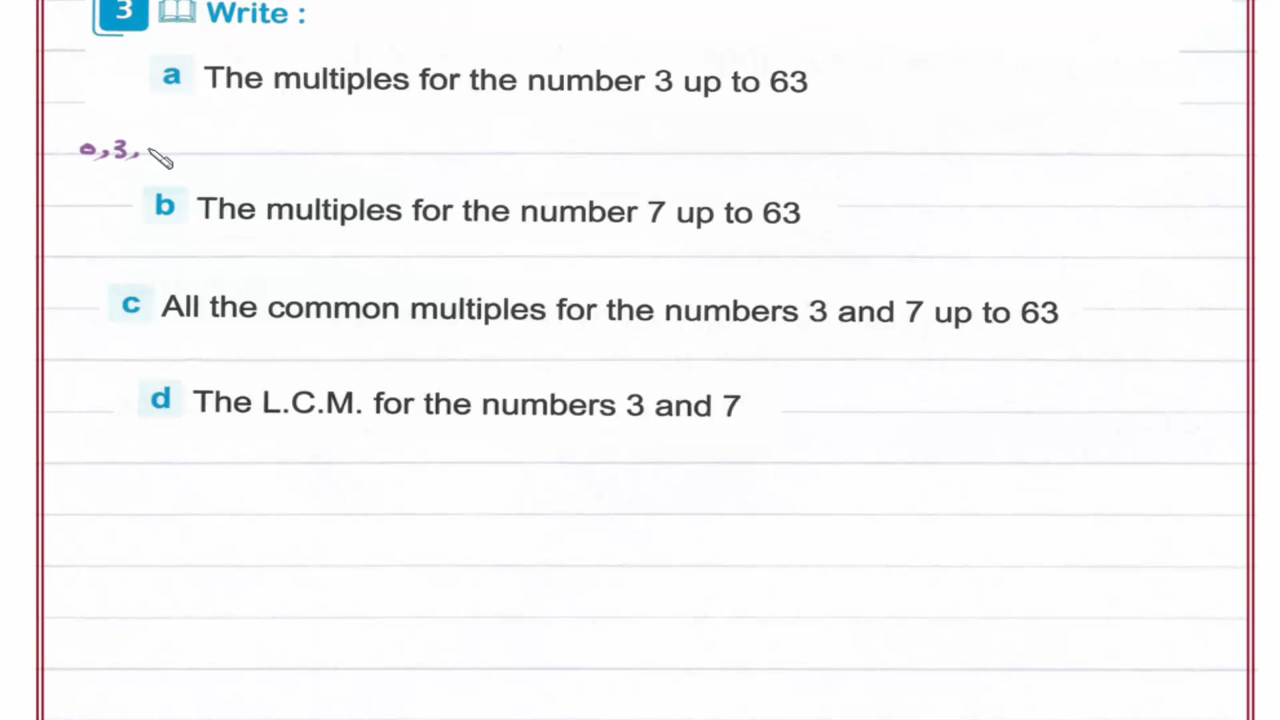 3 Write :
a The multiples for the number 3 up to 63
0,3,
b The multiples for the number 7 up to 63
c All the common multiples for the numbers 3 and 7 up to 63
d The L.C.M. for the numbers 3 and 7